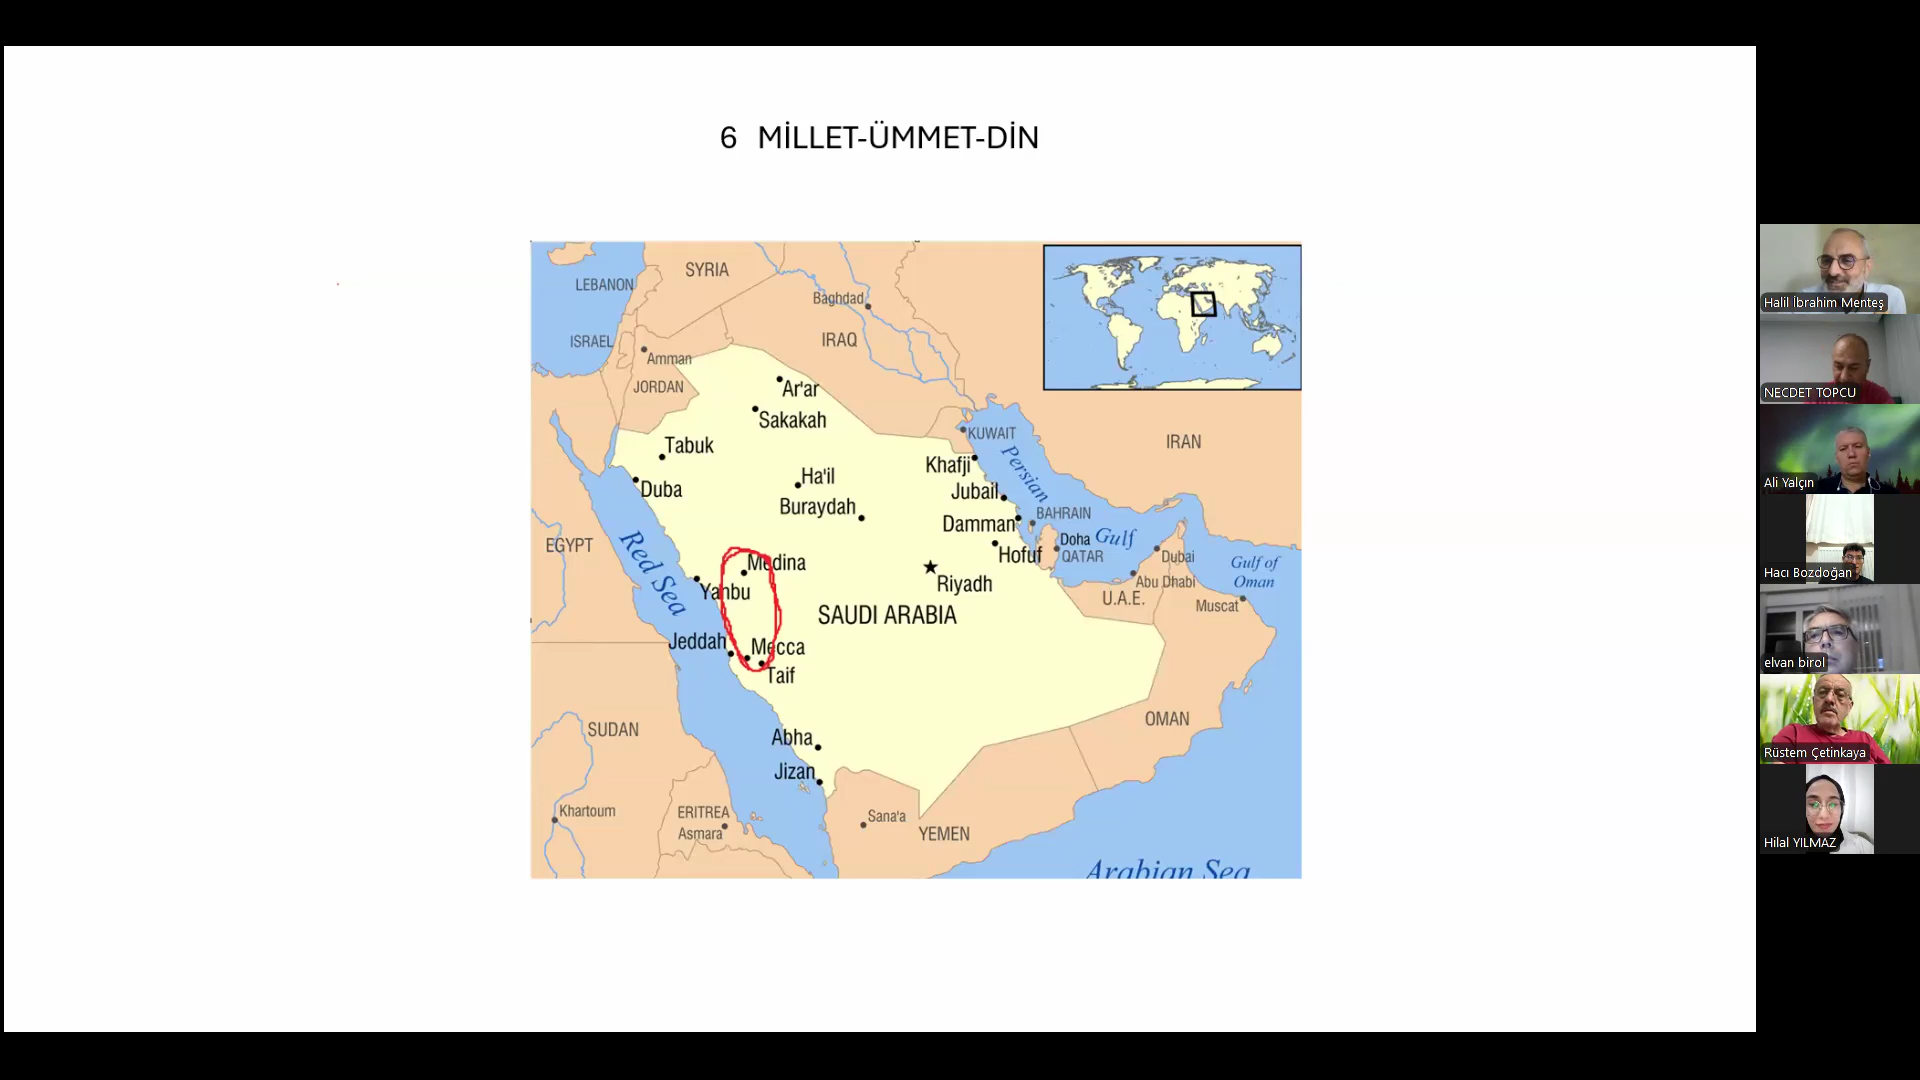 6 MİLLET-ÜMMET-DİN
SYRIA
LEBANON
Baghdad
ISRAEL
IRAQ
Amman
JORDAN
Ar'ar
Sakakah
KUWAIT
IRAN
Tabuk
Khafji
Persian
Gulf
Ha'il
Duba
Jubail
Buraydah
BAHRAIN
Damman
Doha
EGYPT
Hofuf
QATAR
Dubai
Gulf of
Oman
Red Sea
Medina
Riyadh
Abu Dhabi
Yanbu
U.A.E.
Muscat
SAUDI ARABIA
Jeddah
Mecca
Taif
OMAN
SUDAN
Abha
Jizan
Khartoum
ERITREA
Asmara
Sana'a
YEMEN
Arabian Sea
Halil İbrahim Menteş
NECDET TOPCU
Ali Yalçın
Hacı Bozdoğan
elvan birol
Rüstem Çetinkaya
Hilal YILMAZ